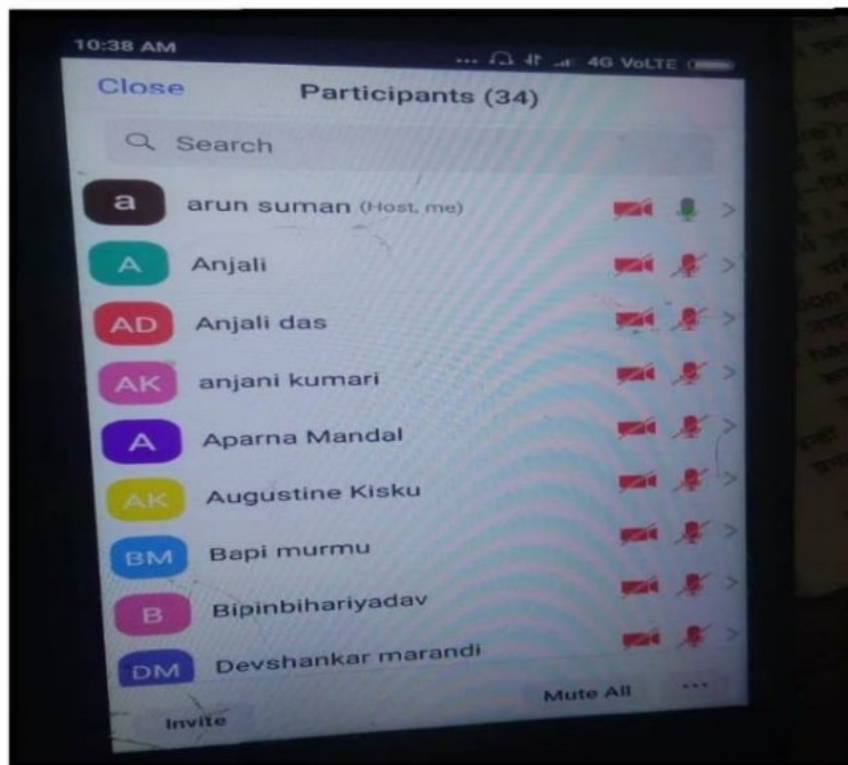 10:38 AM ... 4G VoLTE
Close Participants (34)
Search
a arun suman (Host, me)
A Anjali
AD Anjali das
AK anjani kumari
A Aparna Mandal
AK Augustine Kisku
BM Bapi murmu
B Bipinbihariyadav
DM Devshankar marandi
Invite Mute All ...